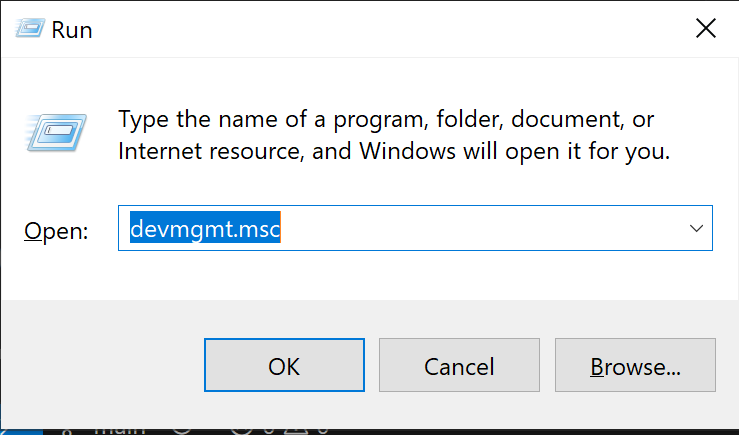 Run
Type the name of a program, folder, document, or
Internet resource, and Windows will open it for you.
Open: devmgmt.msc
OK Cancel Browse...